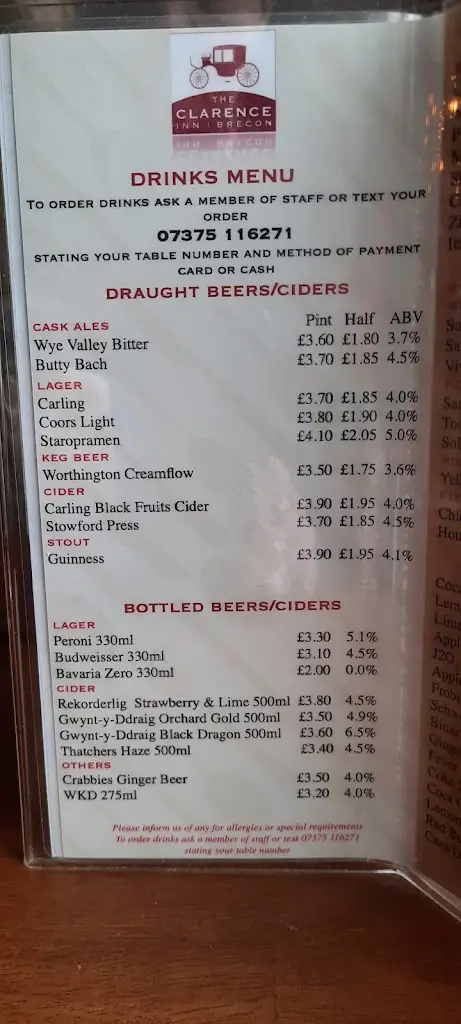 THE
CLARENCE
INN | BRECON
DRINKS MENU
TO ORDER DRINKS ASK A MEMBER OF STAFF OR TEXT YOUR
ORDER
07375 116271
STATING YOUR TABLE NUMBER AND METHOD OF PAYMENT
CARD OR CASH
DRAUGHT BEERS/CIDERS
CASK ALES Pint Half ABV
Wye Valley Bitter £3.60 £1.80 3.7%
Butty Bach £3.70 £1.85 4.5%
LAGER
Carling £3.70 £1.85 4.0%
Coors Light £3.80 £1.90 4.0%
Staropramen £4.10 £2.05 5.0%
KEG BEER
Worthington Creamflow £3.50 £1.75 3.6%
CIDER
Carling Black Fruits Cider £3.90 £1.95 4.0%
Stowford Press £3.70 £1.85 4.5%
STOUT
Guinness £3.90 £1.95 4.1%
BOTTLED BEERS/CIDERS
LAGER
Peroni 330ml £3.30 5.1%
Budweisser 330ml £3.10 4.5%
Bavaria Zero 330ml £2.00 0.0%
CIDER
Rekorderlig Strawberry & Lime 500ml £3.80 4.5%
Gwynt-y-Ddraig Orchard Gold 500ml £3.50 4.9%
Gwynt-y-Ddraig Black Dragon 500ml £3.60 6.5%
Thatchers Haze 500ml £3.40 4.5%
OTHERS
Crabbies Ginger Beer £3.50 4.0%
WKD 275ml £3.20 4.0%
Please inform us of any for allergies or special requirements
To order drinks ask a member of staff or text 07375 116271
stating your table number